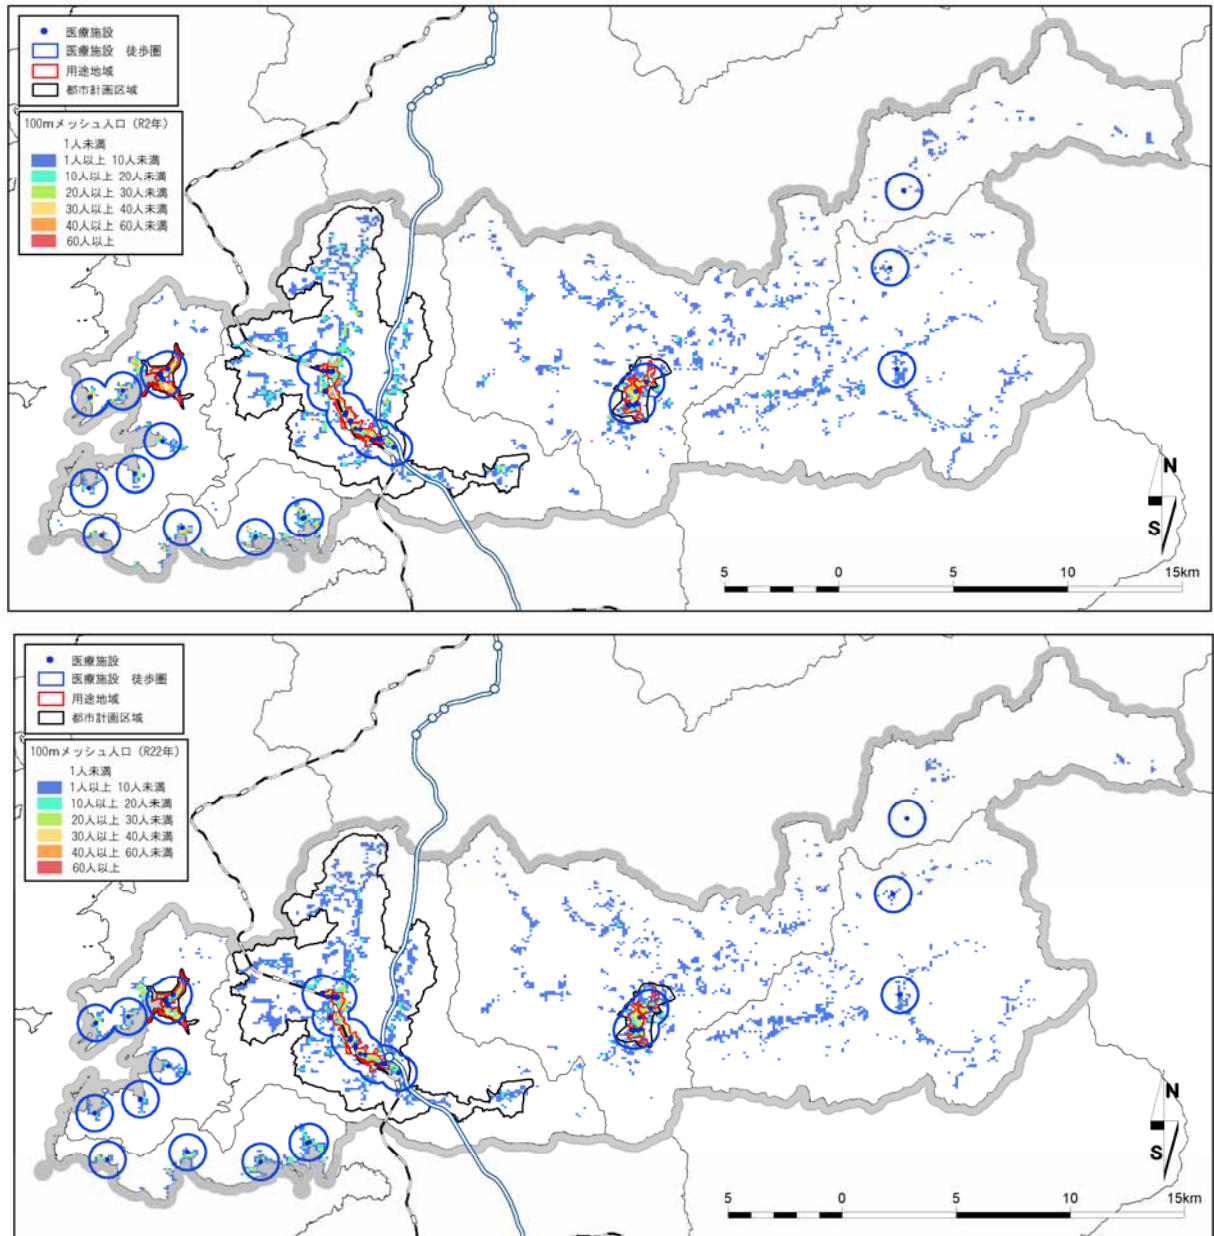 医療施設
医療施設 徒歩圏
用途地域
都市計画区域
100mメッシュ人口（R2年）
1人未満
1人以上 10人未満
10人以上 20人未満
20人以上 30人未満
30人以上 40人未満
40人以上 60人未満
60人以上
N
S
5 0 5 10 15km
医療施設
医療施設 徒歩圏
用途地域
都市計画区域
100mメッシュ人口（R22年）
1人未満
1人以上 10人未満
10人以上 20人未満
20人以上 30人未満
30人以上 40人未満
40人以上 60人未満
60人以上
N
S
5 0 5 10 15km